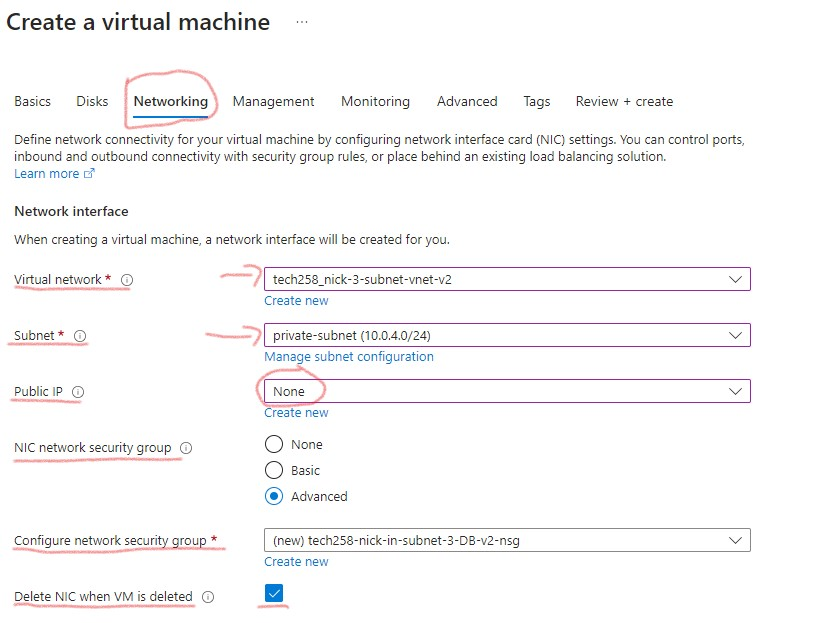 Create a virtual machine ...
Basics Disks Networking Management Monitoring Advanced Tags Review + create
Define network connectivity for your virtual machine by configuring network interface card (NIC) settings. You can control ports,
inbound and outbound connectivity with security group rules, or place behind an existing load balancing solution.
Learn more
Network interface
When creating a virtual machine, a network interface will be created for you.
Virtual network * tech258_nick-3-subnet-vnet-v2
Create new
Subnet * private-subnet (10.0.4.0/24)
Manage subnet configuration
Public IP None
Create new
NIC network security group None
Basic
Advanced
Configure network security group * (new) tech258-nick-in-subnet-3-DB-v2-nsg
Create new
Delete NIC when VM is deleted